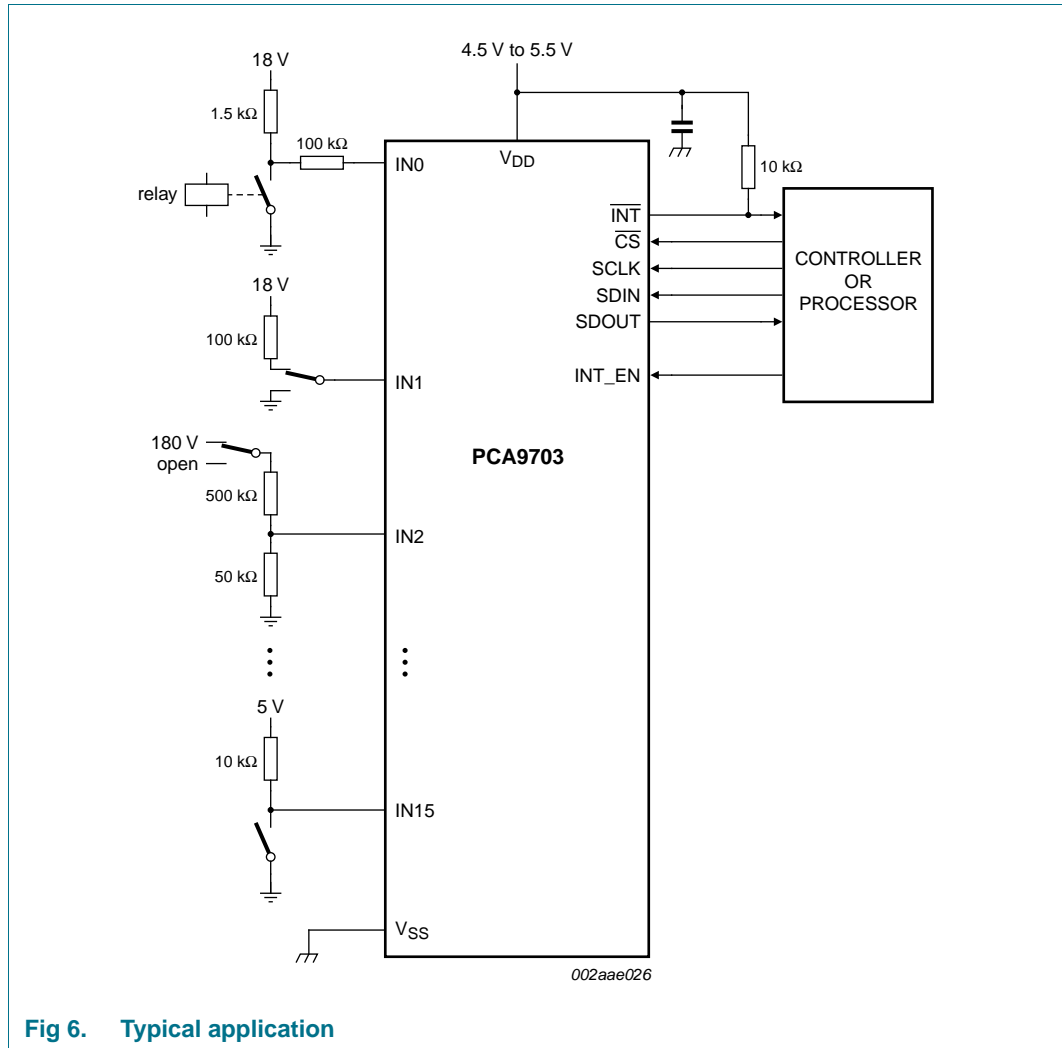 4.5 V to 5.5 V
18 V
1.5 kΩ
100 kΩ
IN0
VDD
10 kΩ
relay
INT
CS
SCLK
SDIN
SDOUT
INT_EN
CONTROLLER
OR
PROCESSOR
18 V
100 kΩ
IN1
180 V
open
500 kΩ
PCA9703
IN2
50 kΩ
5 V
10 kΩ
IN15
VSS
002aae026
Fig 6. Typical application